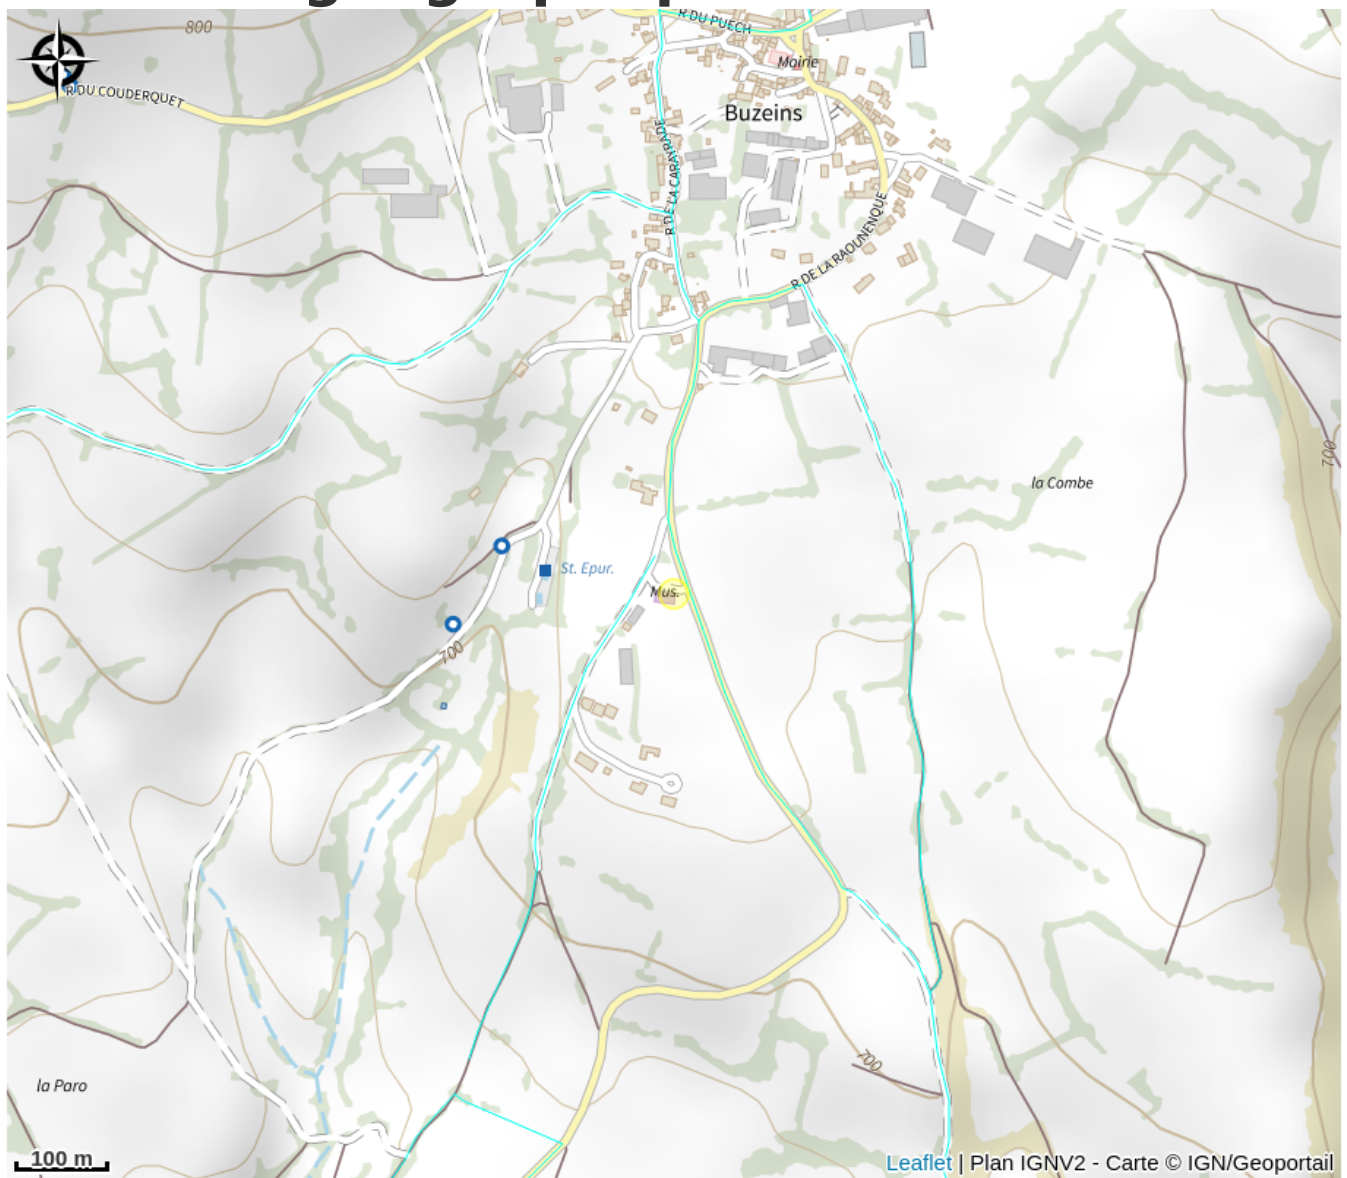 800
R DU PUECH
Mairie
R DU COUDERQUET
Buzeins
R DE LA CARAYRADE
R DE LA RAOUNENQUE
700
la Combe
St. Epur.
Mus.
700
700
la Paro
100 m
Leaflet | Plan IGNV2 - Carte © IGN/Geoportail